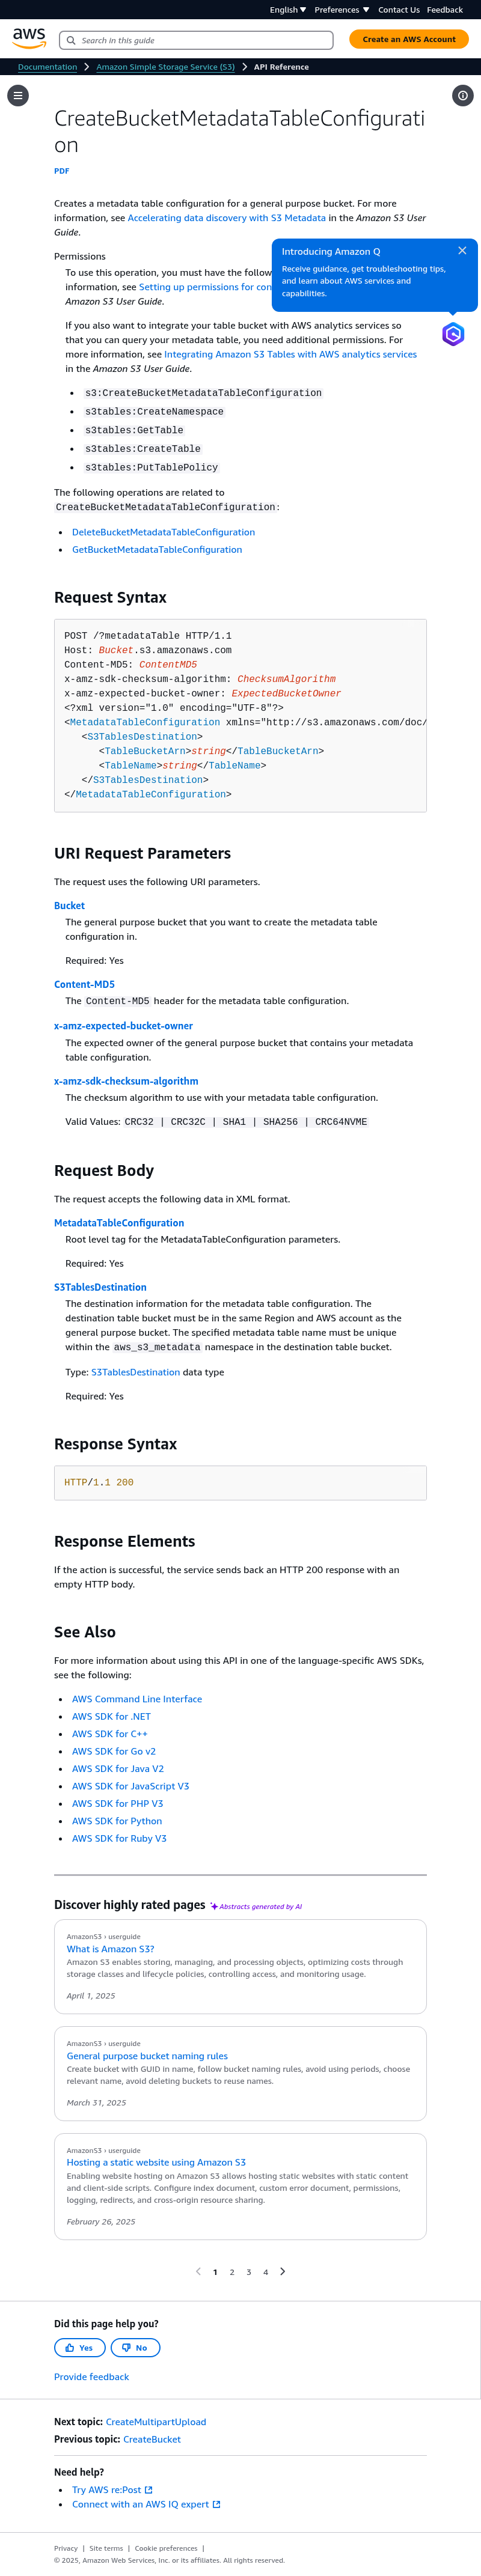 English
Preferences
Contact Us
Feedback
aws
Search in this guide
Create an AWS Account
Documentation
Amazon Simple Storage Service (S3)
API Reference
CreateBucketMetadataTableConfigurati
on
PDF
Creates a metadata table configuration for a general purpose bucket. For more
information, see Accelerating data discovery with S3 Metadata in the Amazon S3 User
Guide.
Introducing Amazon Q
Receive guidance, get troubleshooting tips,
and learn about AWS services and
capabilities.
Permissions
To use this operation, you must have the follow
information, see Setting up permissions for con
Amazon S3 User Guide.
If you also want to integrate your table bucket with AWS analytics services so
that you can query your metadata table, you need additional permissions. For
more information, see Integrating Amazon S3 Tables with AWS analytics services
in the Amazon S3 User Guide.
s3:CreateBucketMetadataTableConfiguration
s3tables:CreateNamespace
s3tables:GetTable
s3tables:CreateTable
s3tables:PutTablePolicy
The following operations are related to
CreateBucketMetadataTableConfiguration:
DeleteBucketMetadataTableConfiguration
GetBucketMetadataTableConfiguration
Request Syntax
POST /?metadataTable HTTP/1.1
Host: Bucket.s3.amazonaws.com
Content-MD5: ContentMD5
x-amz-sdk-checksum-algorithm: ChecksumAlgorithm
x-amz-expected-bucket-owner: ExpectedBucketOwner
<?xml version="1.0" encoding="UTF-8"?>
<MetadataTableConfiguration xmlns="http://s3.amazonaws.com/doc/
<S3TablesDestination>
<TableBucketArn>string</TableBucketArn>
<TableName>string</TableName>
</S3TablesDestination>
</MetadataTableConfiguration>
URI Request Parameters
The request uses the following URI parameters.
Bucket
The general purpose bucket that you want to create the metadata table
configuration in.
Required: Yes
Content-MD5
The Content-MD5 header for the metadata table configuration.
x-amz-expected-bucket-owner
The expected owner of the general purpose bucket that contains your metadata
table configuration.
x-amz-sdk-checksum-algorithm
The checksum algorithm to use with your metadata table configuration.
Valid Values: CRC32 | CRC32C | SHA1 | SHA256 | CRC64NVME
Request Body
The request accepts the following data in XML format.
MetadataTableConfiguration
Root level tag for the MetadataTableConfiguration parameters.
Required: Yes
S3TablesDestination
The destination information for the metadata table configuration. The
destination table bucket must be in the same Region and AWS account as the
general purpose bucket. The specified metadata table name must be unique
within the aws_s3_metadata namespace in the destination table bucket.
Type: S3TablesDestination data type
Required: Yes
Response Syntax
HTTP/1.1 200
Response Elements
If the action is successful, the service sends back an HTTP 200 response with an
empty HTTP body.
See Also
For more information about using this API in one of the language-specific AWS SDKs,
see the following:
AWS Command Line Interface
AWS SDK for .NET
AWS SDK for C++
AWS SDK for Go v2
AWS SDK for Java V2
AWS SDK for JavaScript V3
AWS SDK for PHP V3
AWS SDK for Python
AWS SDK for Ruby V3
Discover highly rated pages Abstracts generated by AI
AmazonS3 › userguide
What is Amazon S3?
Amazon S3 enables storing, managing, and processing objects, optimizing costs through
storage classes and lifecycle policies, controlling access, and monitoring usage.
April 1, 2025
AmazonS3 › userguide
General purpose bucket naming rules
Create bucket with GUID in name, follow bucket naming rules, avoid using periods, choose
relevant name, avoid deleting buckets to reuse names.
March 31, 2025
AmazonS3 › userguide
Hosting a static website using Amazon S3
Enabling website hosting on Amazon S3 allows hosting static websites with static content
and client-side scripts. Configure index document, custom error document, permissions,
logging, redirects, and cross-origin resource sharing.
February 26, 2025
1 2 3 4
Did this page help you?
Yes
No
Provide feedback
Next topic: CreateMultipartUpload
Previous topic: CreateBucket
Need help?
Try AWS re:Post
Connect with an AWS IQ expert
Privacy | Site terms | Cookie preferences |
© 2025, Amazon Web Services, Inc. or its affiliates. All rights reserved.